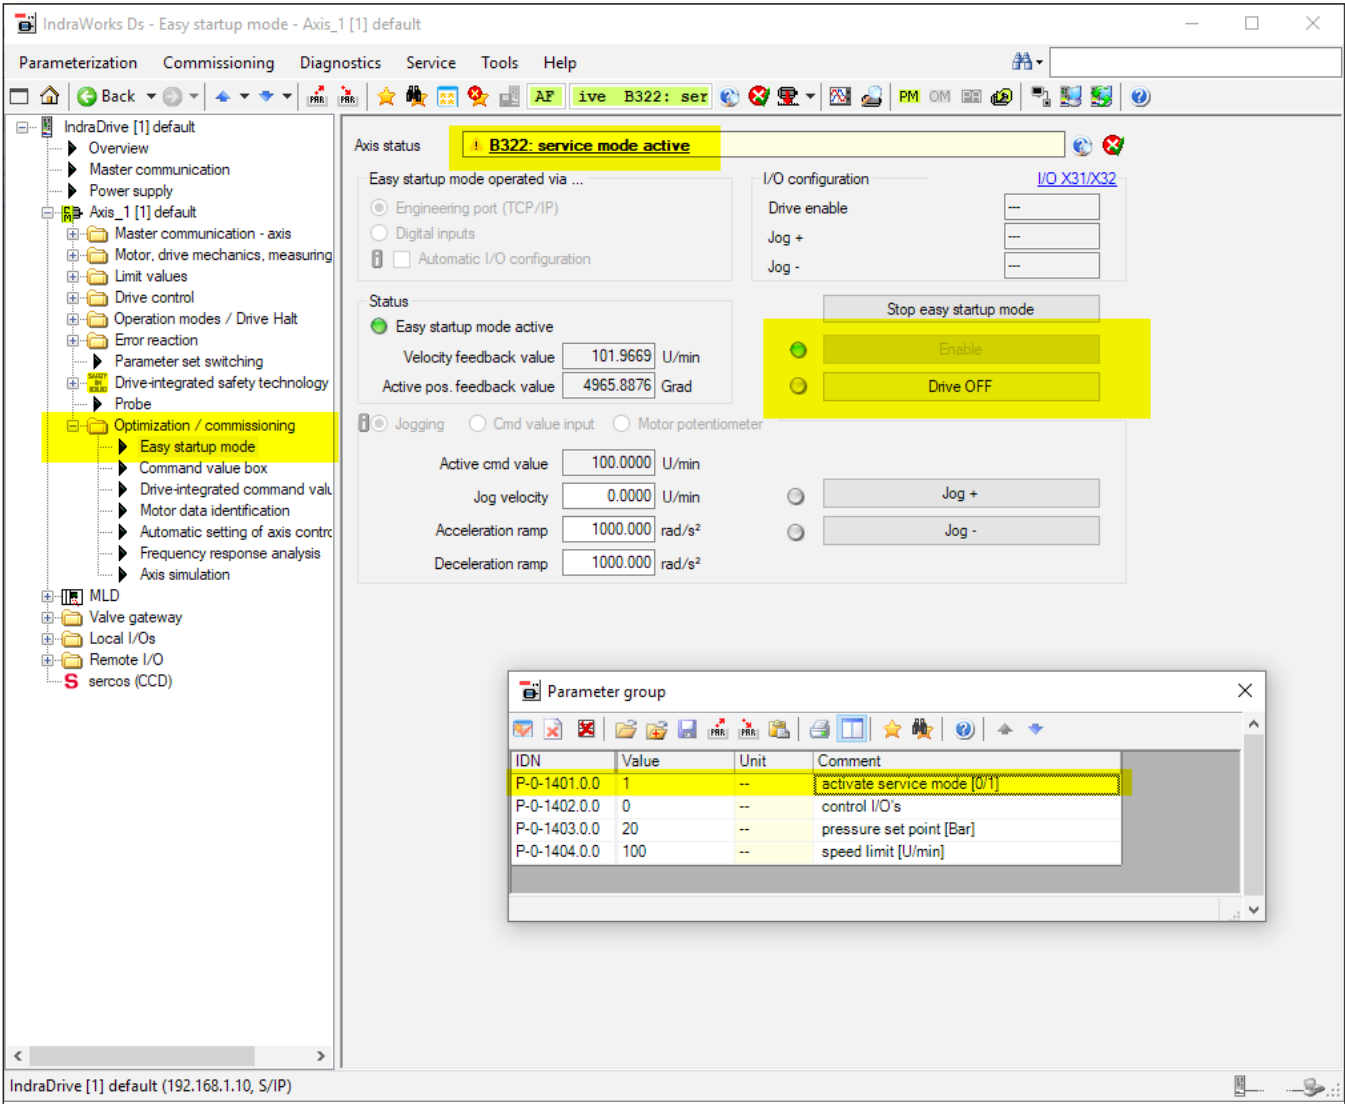 IndraWorks Ds - Easy startup mode - Axis_1 [1] default
Parameterization Commissioning Diagnostics Service Tools Help
Back PAR PAR AF ive B322: ser PM OM
IndraDrive [1] default
Overview
Master communication
Power supply
Axis_1 [1] default
Master communication - axis
Motor, drive mechanics, measuring
Limit values
Drive control
Operation modes / Drive Halt
Error reaction
Parameter set switching
Drive-integrated safety technology
Probe
Optimization / commissioning
Easy startup mode
Command value box
Drive-integrated command valu
Motor data identification
Automatic setting of axis contro
Frequency response analysis
Axis simulation
MLD
Valve gateway
Local I/Os
Remote I/O
S sercos (CCD)
Axis status B322: service mode active
Easy startup mode operated via ...
Engineering port (TCP/IP)
Digital inputs
Automatic I/O configuration
I/O configuration I/O X31/X32
Drive enable ---
Jog + ---
Jog - ---
Status
Easy startup mode active
Velocity feedback value 101.9669 U/min
Active pos. feedback value 4965.8876 Grad
Stop easy startup mode
Enable
Drive OFF
Jogging Cmd value input Motor potentiometer
Active cmd value 100.0000 U/min
Jog velocity 0.0000 U/min
Acceleration ramp 1000.000 rad/s²
Deceleration ramp 1000.000 rad/s²
Jog +
Jog -
Parameter group
PAR PAR
IDN Value Unit Comment
P-0-1401.0.0 1 -- activate service mode [0/1]
P-0-1402.0.0 0 -- control I/O's
P-0-1403.0.0 20 -- pressure set point [Bar]
P-0-1404.0.0 100 -- speed limit [U/min]
IndraDrive [1] default (192.168.1.10, S/IP)